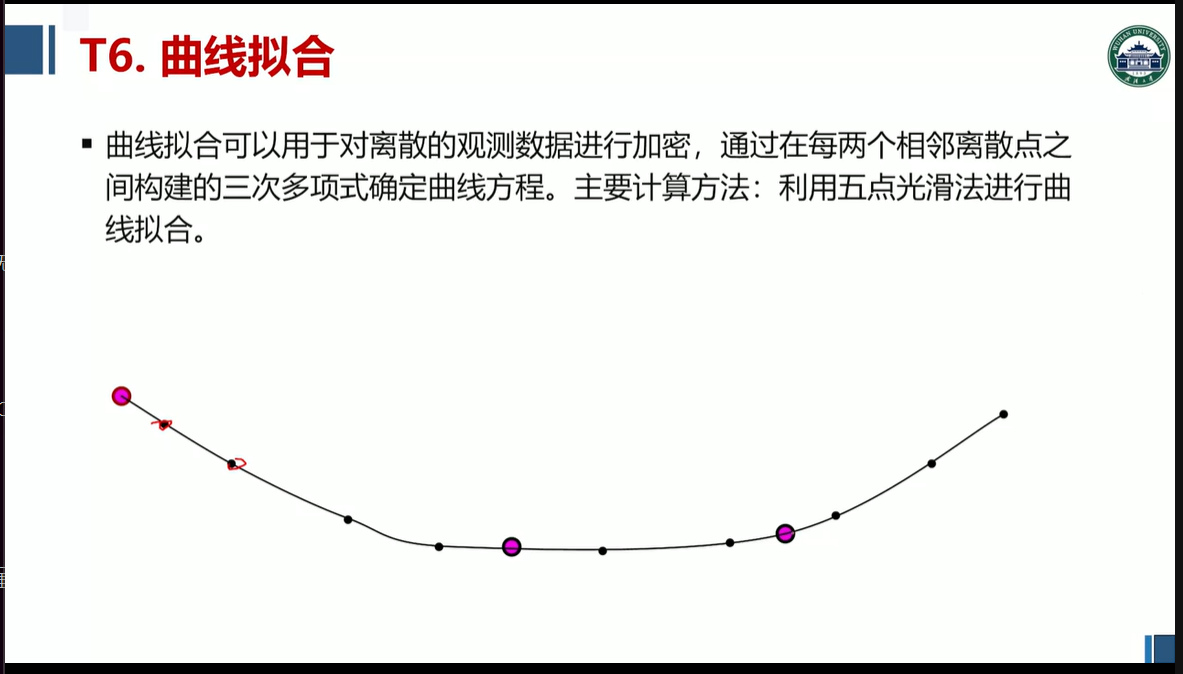 T6. 曲线拟合
WUHAN UNIVERSITY
▪ 曲线拟合可以用于对离散的观测数据进行加密，通过在每两个相邻离散点之
间构建的三次多项式确定曲线方程。主要计算方法：利用五点光滑法进行曲
线拟合。